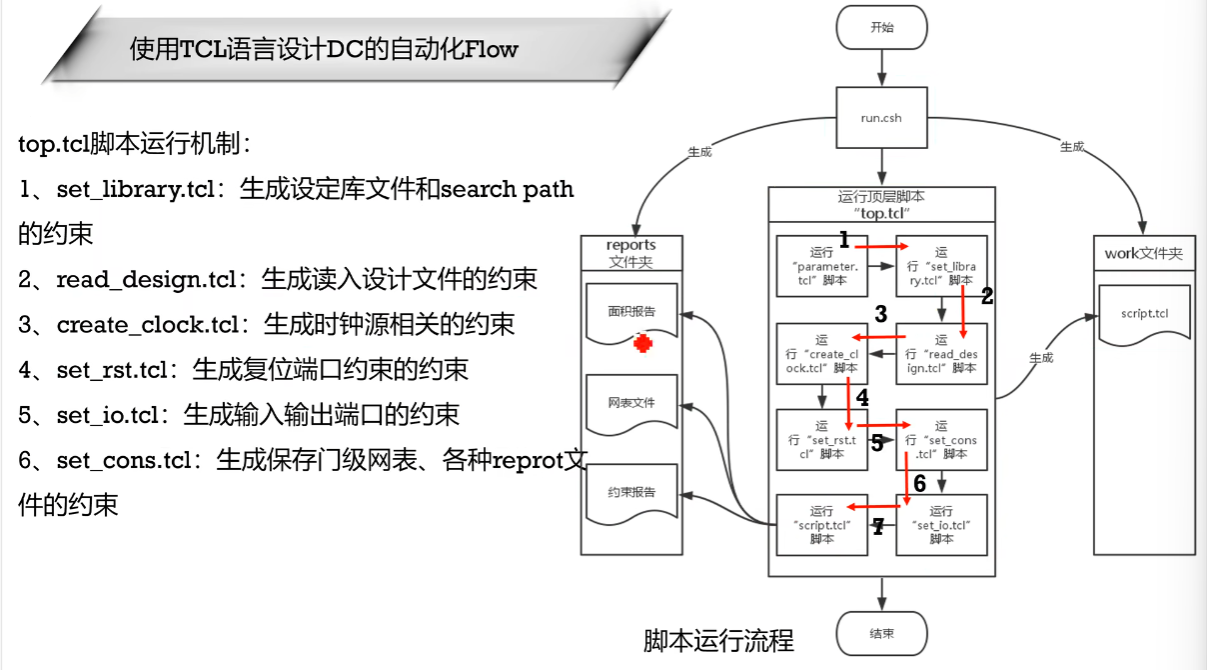 使用TCL语言设计DC的自动化Flow
top.tcl脚本运行机制：
1、set_library.tcl：生成设定库文件和search path
的约束
2、read_design.tcl：生成读入设计文件的约束
3、create_clock.tcl：生成时钟源相关的约束
4、set_rst.tcl：生成复位端口约束的约束
5、set_io.tcl：生成输入输出端口的约束
6、set_cons.tcl：生成保存门级网表、各种reprot文
件的约束
开始
run.csh
生成
生成
reports
文件夹
面积报告
网表文件
约束报告
运行顶层脚本
“top.tcl”
运行
“parameter.
tcl”脚本
1
运
行“set_libra
ry.tcl”脚本
2
运
行“create_cl
ock.tcl”脚本
3
运
行“read_des
ign.tcl”脚本
4
运
行“set_rst.t
cl”脚本
5
运
行“set_cons
.tcl”脚本
6
运行
“script.tcl”
脚本
7
运行
“set_io.tcl”
脚本
生成
work文件夹
script.tcl
结束
脚本运行流程